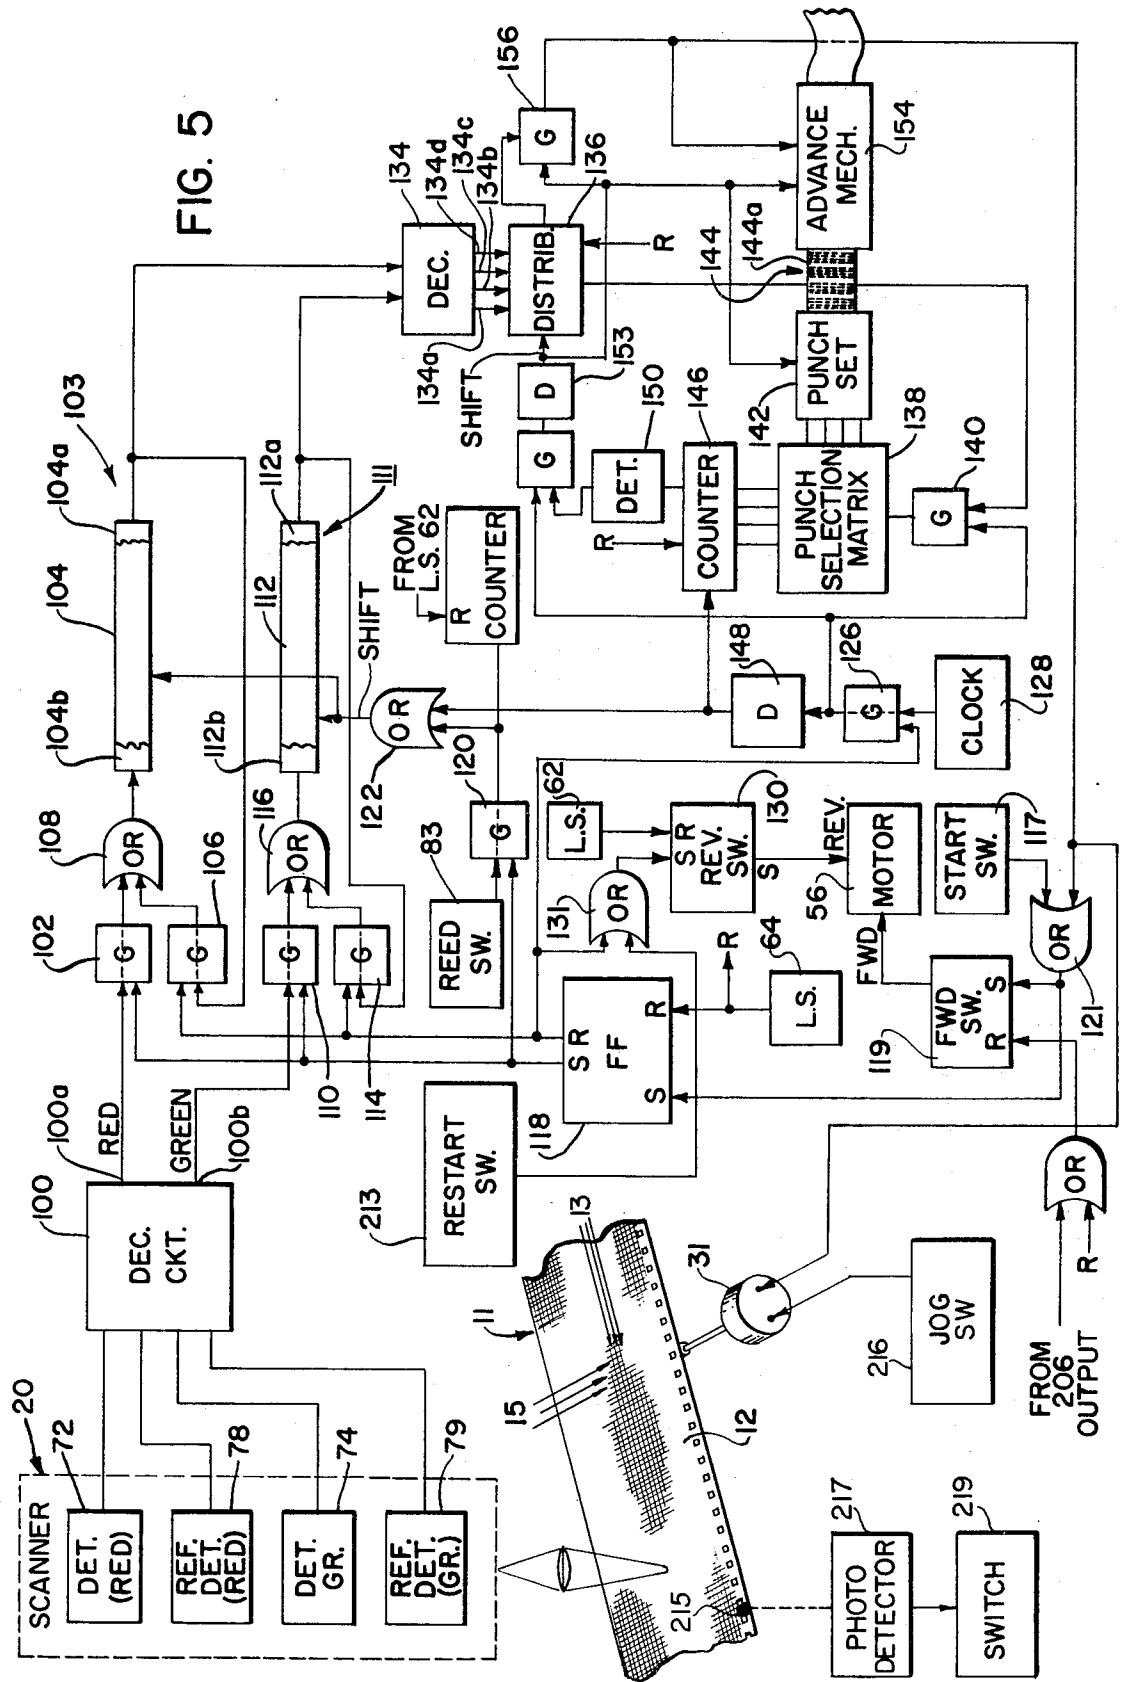 FIG. 5
SCANNER
20
72
DET.
(RED)
78
REF.
DET.
(RED)
74
DET.
GR.
79
REF.
DET.
(GR.)
100
DEC.
CKT.
100a
RED
GREEN
100b
102
G
106
G
108
OR
110
G
114
G
116
OR
103
104
104a
104b
111
112
112a
112b
SHIFT
OR
122
120
G
83
REED
SW.
FROM
L.S. 62
R
COUNTER
134
DEC.
134a
134d
134c
134b
SHIFT
DISTRIB.
136
R
156
G
D
153
G
150
DET.
R
146
COUNTER
138
PUNCH
SELECTION
MATRIX
142
PUNCH
SET
144
144a
ADVANCE
MECH.
154
140
G
148
D
126
G
CLOCK
128
62
L.S.
131
OR
130
S R
REV.
SW.
S
REV.
56
MOTOR
FWD
START
SW.
117
OR
121
119
FWD
SW.
R S
64
L.S.
R
118
S R
FF
S R
213
RESTART
SW.
11
13
15
12
31
216
JOG
SW
OR
R
FROM
206
OUTPUT
215
217
PHOTO
DETECTOR
219
SWITCH